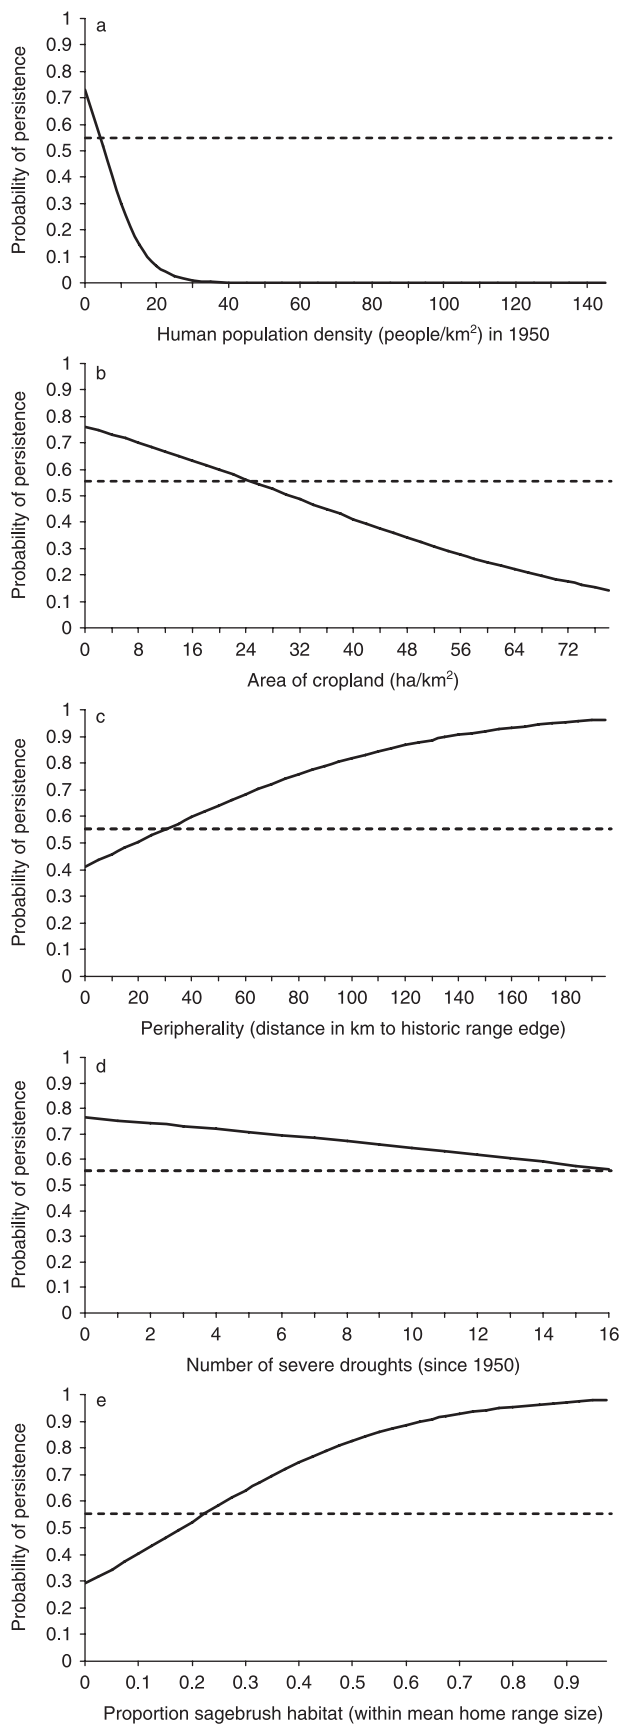 a
1
0.9
0.8
0.7
0.6
0.5
0.4
0.3
0.2
0.1
0
Probability of persistence
0 20 40 60 80 100 120 140
Human population density (people/km²) in 1950
b
1
0.9
0.8
0.7
0.6
0.5
0.4
0.3
0.2
0.1
0
Probability of persistence
0 8 16 24 32 40 48 56 64 72
Area of cropland (ha/km²)
c
1
0.9
0.8
0.7
0.6
0.5
0.4
0.3
0.2
0.1
0
Probability of persistence
0 20 40 60 80 100 120 140 160 180
Peripherality (distance in km to historic range edge)
d
1
0.9
0.8
0.7
0.6
0.5
0.4
0.3
0.2
0.1
0
Probability of persistence
0 2 4 6 8 10 12 14 16
Number of severe droughts (since 1950)
e
1
0.9
0.8
0.7
0.6
0.5
0.4
0.3
0.2
0.1
0
Probability of persistence
0 0.1 0.2 0.3 0.4 0.5 0.6 0.7 0.8 0.9
Proportion sagebrush habitat (within mean home range size)